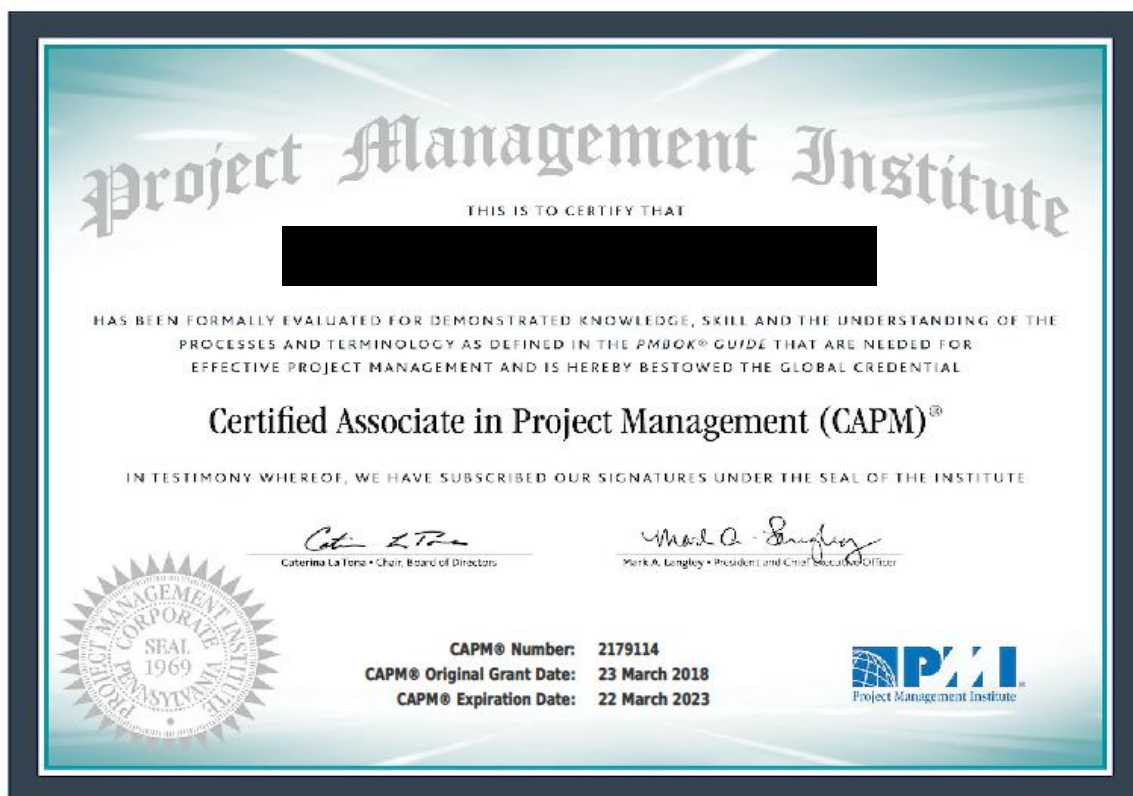 Project Management Institute
THIS IS TO CERTIFY THAT
HAS BEEN FORMALLY EVALUATED FOR DEMONSTRATED KNOWLEDGE, SKILL AND THE UNDERSTANDING OF THE
PROCESSES AND TERMINOLOGY AS DEFINED IN THE PMBOK® GUIDE THAT ARE NEEDED FOR
EFFECTIVE PROJECT MANAGEMENT AND IS HEREBY BESTOWED THE GLOBAL CREDENTIAL
Certified Associate in Project Management (CAPM)®
IN TESTIMONY WHEREOF, WE HAVE SUBSCRIBED OUR SIGNATURES UNDER THE SEAL OF THE INSTITUTE
Caterina La Tona • Chair, Board of Directors
Mark A. Langley • President and Chief Executive Officer
PROJECT MANAGEMENT INSTITUTE
CORPORATE
SEAL
1969
PENNSYLVANIA
CAPM® Number: 2179114
CAPM® Original Grant Date: 23 March 2018
CAPM® Expiration Date: 22 March 2023
PMI®
Project Management Institute